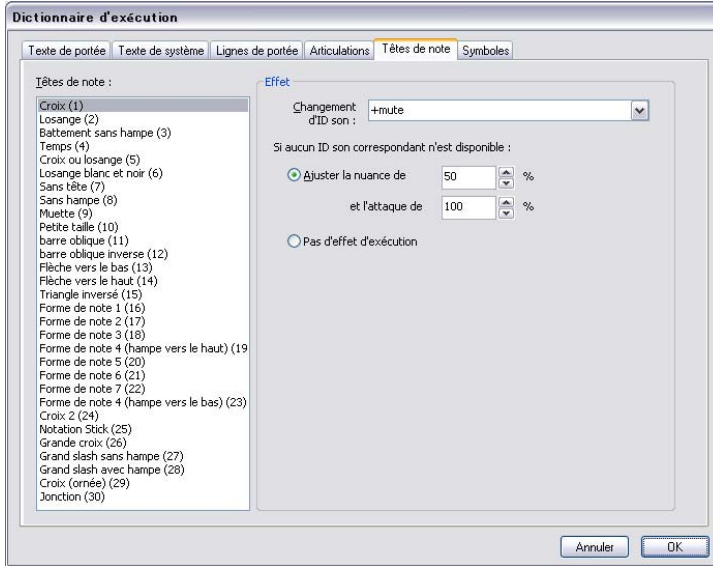 Dictionnaire d'exécution
Texte de portée
Texte de système
Lignes de portée
Articulations
Têtes de note
Symboles
Têtes de note :
Croix (1)
Losange (2)
Battement sans hampe (3)
Temps (4)
Croix ou losange (5)
Losange blanc et noir (6)
Sans tête (7)
Sans hampe (8)
Muette (9)
Petite taille (10)
barre oblique (11)
barre oblique inverse (12)
Flèche vers le bas (13)
Flèche vers le haut (14)
Triangle inversé (15)
Forme de note 1 (16)
Forme de note 2 (17)
Forme de note 3 (18)
Forme de note 4 (hampe vers le haut) (19
Forme de note 5 (20)
Forme de note 6 (21)
Forme de note 7 (22)
Forme de note 4 (hampe vers le bas) (23)
Croix 2 (24)
Notation Stick (25)
Grande croix (26)
Grand slash sans hampe (27)
Grand slash avec hampe (28)
Croix (ornée) (29)
Jonction (30)
Effet
Changement d'ID son :
+mute
Si aucun ID son correspondant n'est disponible :
Ajuster la nuance de 50 %
et l'attaque de 100 %
Pas d'effet d'exécution
Annuler
OK